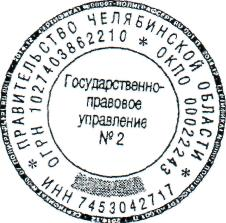 ПРАВИТЕЛЬСТВО ЧЕЛЯБИНСКОЙ ОБЛАСТИ
* ОГРН 1027403862210 * ОКПО 00022243 *
ИНН 7453042717
Государственно-
правовое
управление
№ 2